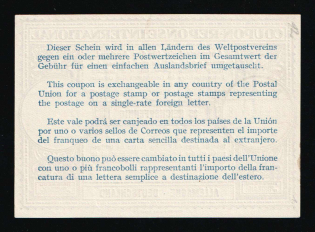 Dieser Schein wird in allen Ländern des Weltpostvereins
gegen ein oder mehrere Postwertzeichen im Gesamtwert der
Gebühr für einen einfachen Auslandsbrief umgetauscht.
This coupon is exchangeable in any country of the Postal
Union for a postage stamp or postage stamps representing
the postage on a single-rate foreign letter.
Este vale podrá ser canjeado en todos los países de la Unión
por uno o varios sellos de Correos que representen el importe
del franqueo de una carta sencilla destinada al extranjero.
Questo buono può essere cambiato in tutti i paesi dell'Unione
con uno o più francobolli rappresentanti l'importo della fran-
catura di una lettera semplice a destinazione dell'estero.